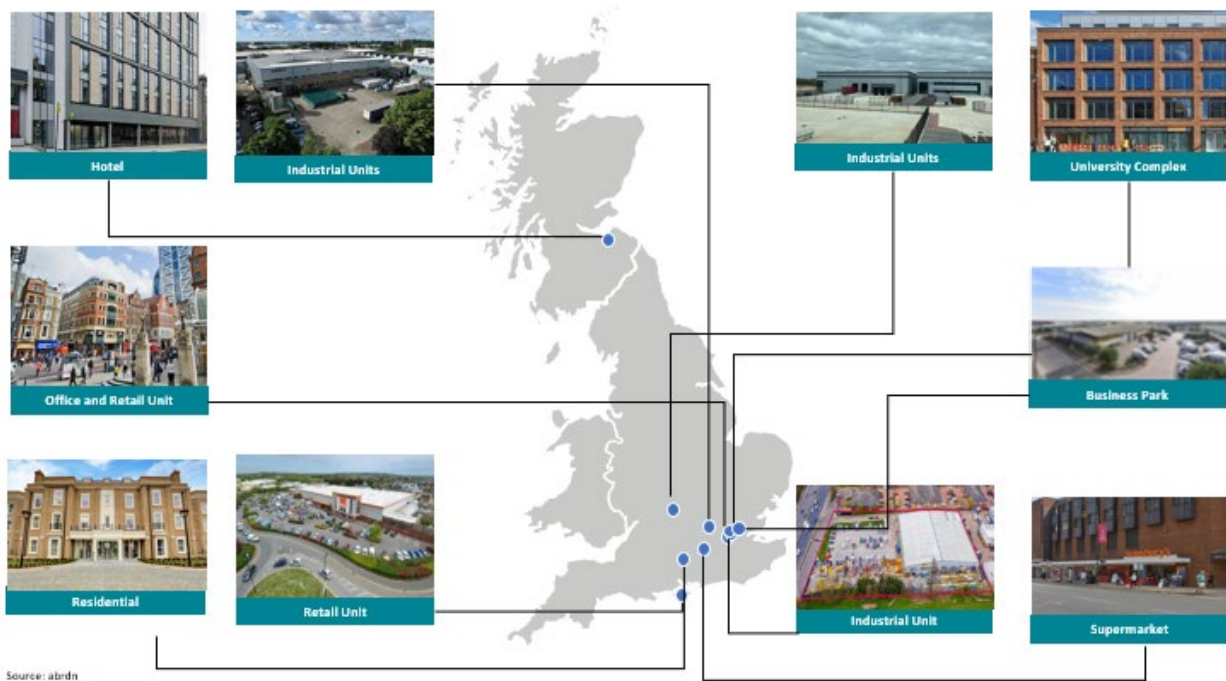 Hotel
Industrial Units
Industrial Units
University Complex
Office and Retail Unit
Business Park
Residential
Retail Unit
Industrial Unit
Supermarket
Source: abrdn